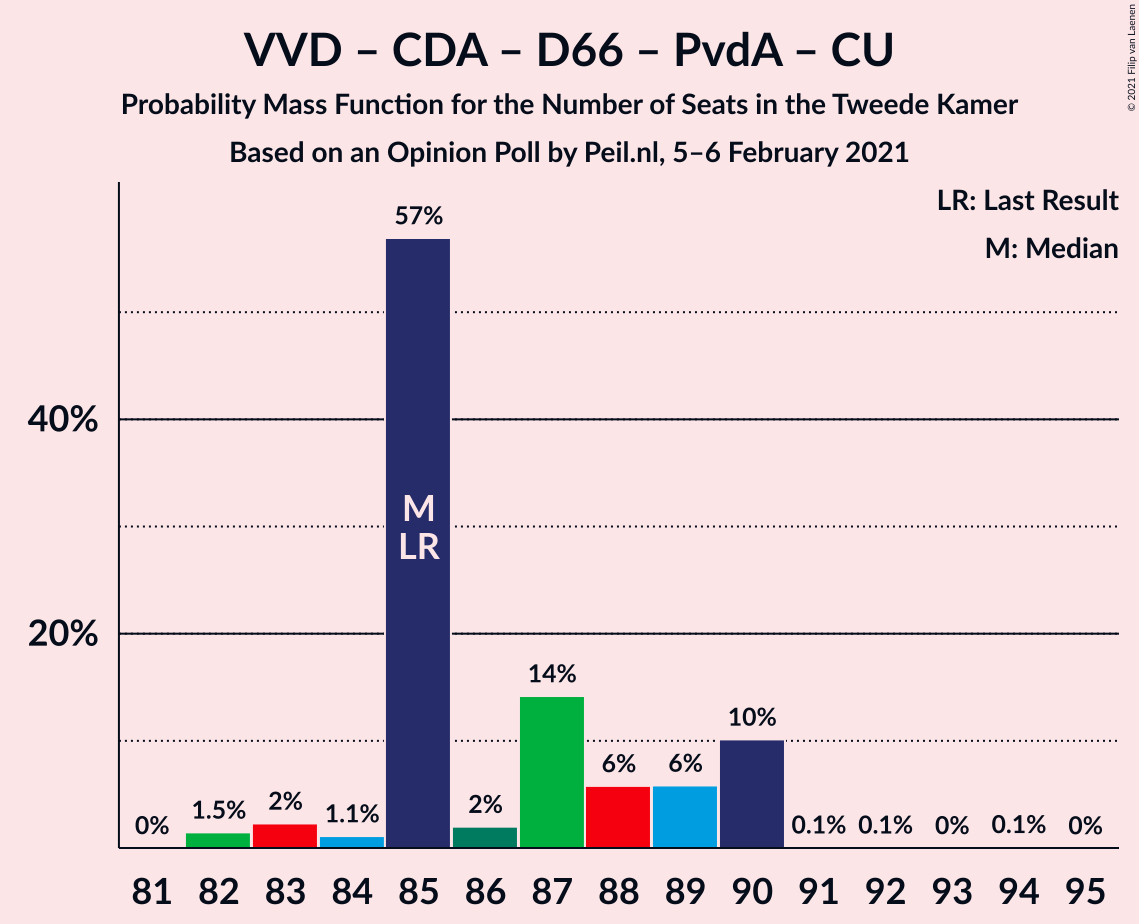 VVD – CDA – D66 – PvdA – CU
Probability Mass Function for the Number of Seats in the Tweede Kamer
Based on an Opinion Poll by Peil.nl, 5–6 February 2021
© 2021 Filip van Laenen
LR: Last Result
M: Median
40%
20%
0%
1.5%
2%
1.1%
57%
M
LR
2%
14%
6%
6%
10%
0.1%
0.1%
0%
0.1%
0%
81 82 83 84 85 86 87 88 89 90 91 92 93 94 95